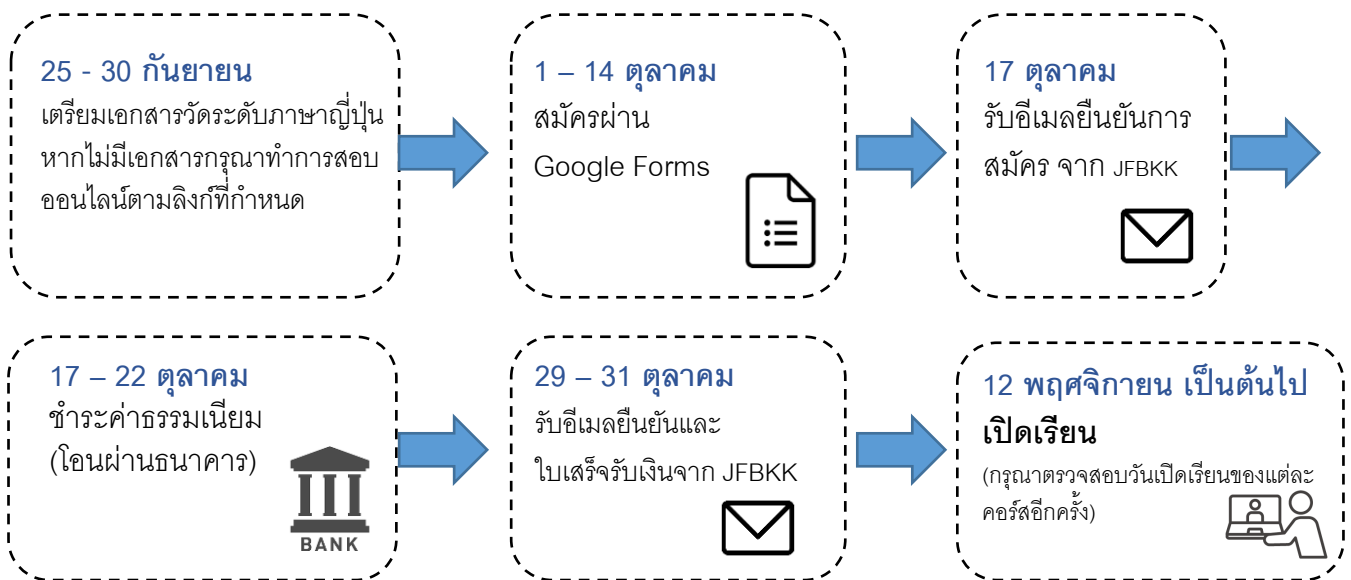 25 - 30 กันยายน
เตรียมเอกสารวัดระดับภาษาญี่ปุ่น
หากไม่มีเอกสารกรุณาทำการสอบ
ออนไลน์ตามลิงก์ที่กำหนด
1 – 14 ตุลาคม
สมัครผ่าน
Google Forms
17 ตุลาคม
รับอีเมลยืนยันการ
สมัคร จาก JFBKK
17 – 22 ตุลาคม
ชำระค่าธรรมเนียม
(โอนผ่านธนาคาร)
BANK
29 – 31 ตุลาคม
รับอีเมลยืนยันและ
ใบเสร็จรับเงินจาก JFBKK
12 พฤศจิกายน เป็นต้นไป
เปิดเรียน
(กรุณาตรวจสอบวันเปิดเรียนของแต่ละ
คอร์สอีกครั้ง)